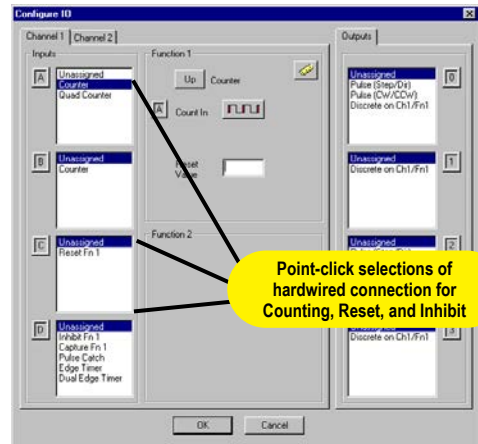 Configure IO
Channel 1
Channel 2
Inputs
A
Unassigned
Counter
Quad Counter
B
Unassigned
Counter
C
Unassigned
Reset Fn 1
D
Unassigned
Inhibit Fn 1
Capture Fn 1
Pulse Catch
Edge Timer
Dual Edge Timer
Function 1
Up
Counter
A
Count In
Reset
Value
Function 2
Point-click selections of
hardwired connection for
Counting, Reset, and Inhibit
Outputs
Unassigned
Pulse (Step/Dir)
Pulse (CW/CCW)
Discrete on Ch1/Fn1
0
Unassigned
Discrete on Ch1/Fn1
1
Unassigned
2
Discrete on Ch1/Fn1
3
OK
Cancel